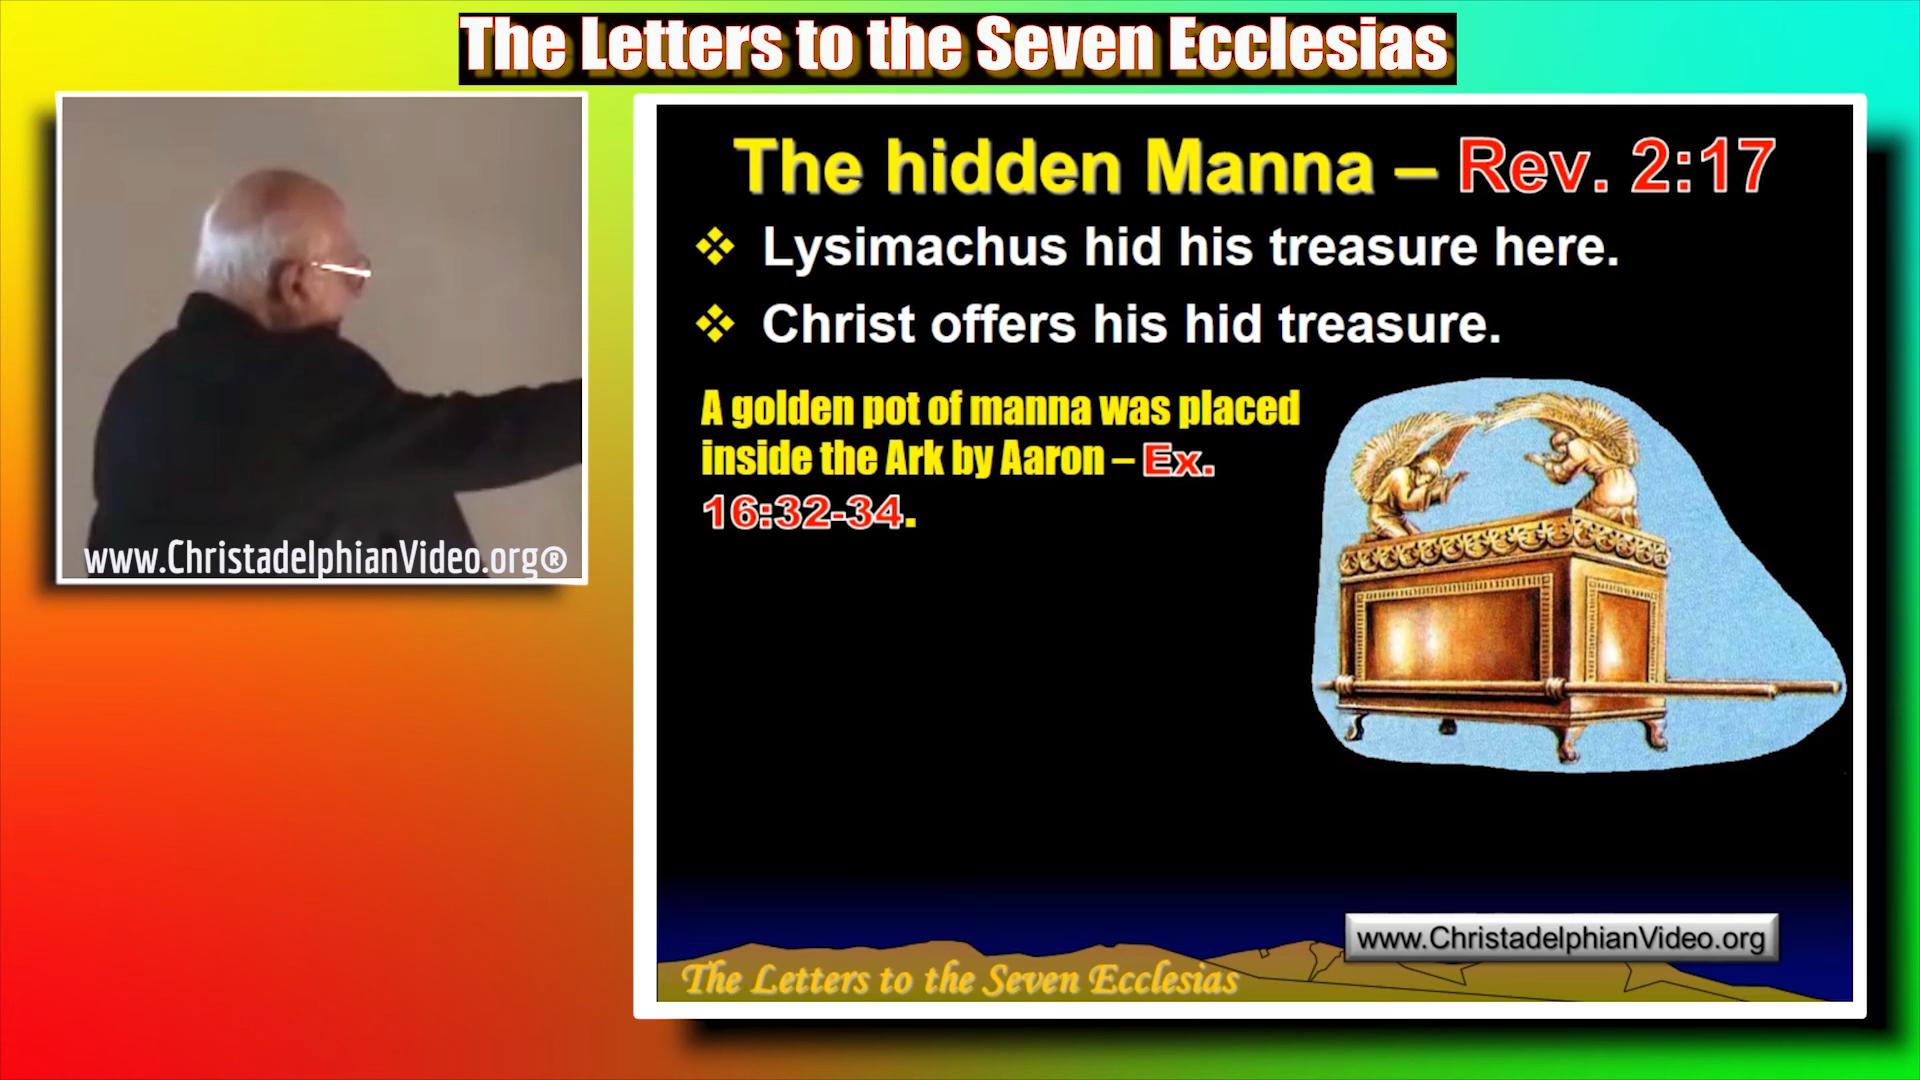 The Letters to the Seven Ecclesias
www.ChristadelphianVideo.org®
The hidden Manna – Rev. 2:17
❖ Lysimachus hid his treasure here.
❖ Christ offers his hid treasure.
A golden pot of manna was placed
inside the Ark by Aaron – Ex.
16:32-34.
www.ChristadelphianVideo.org
The Letters to the Seven Ecclesias